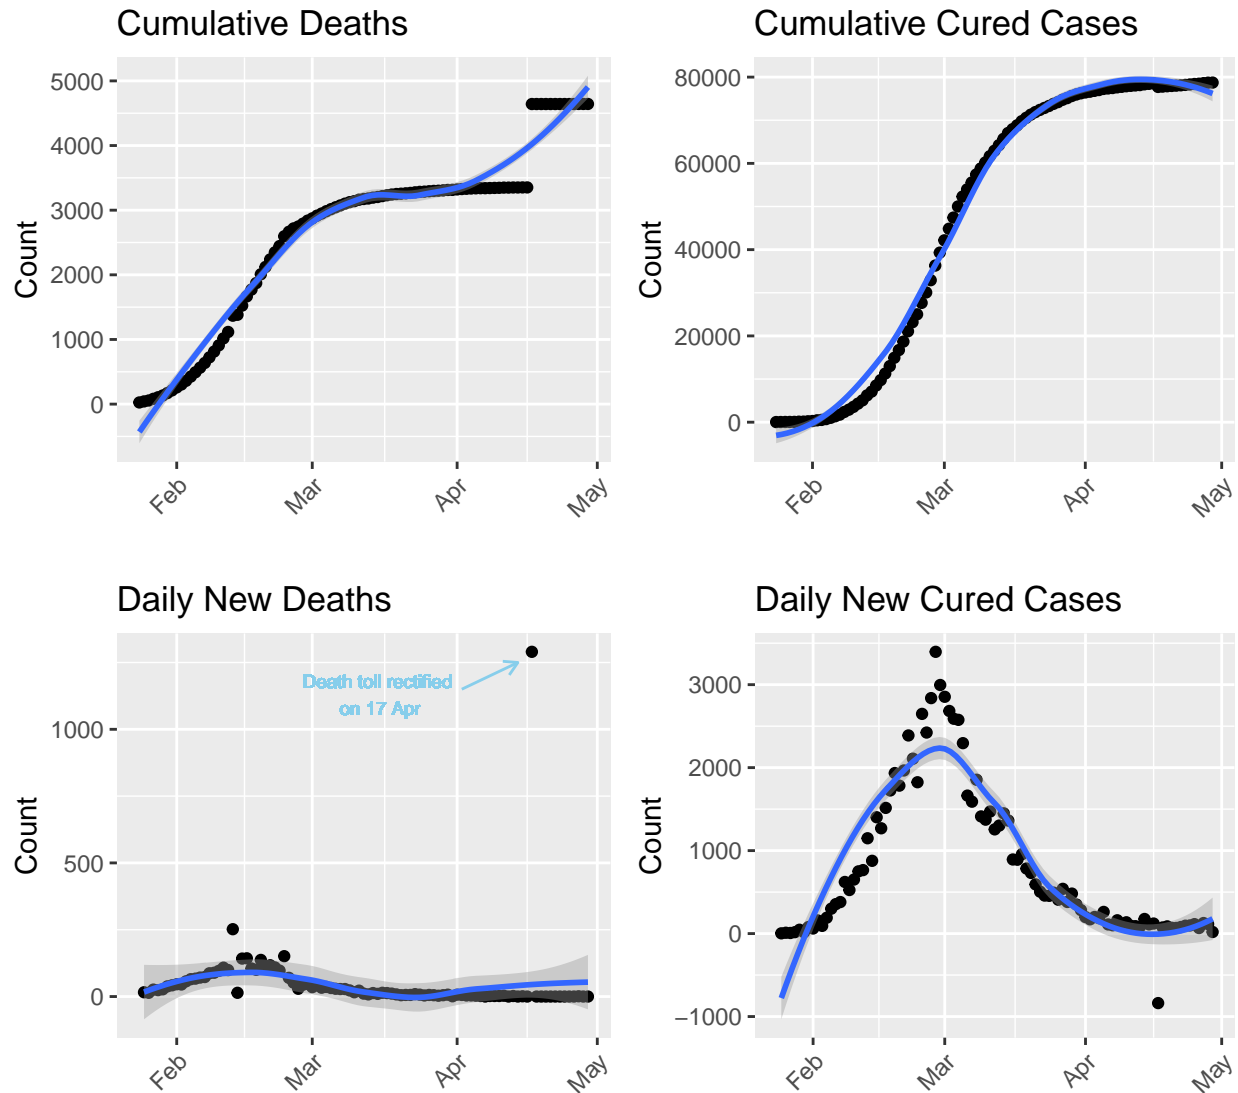 Cumulative Deaths
Count
5000
4000
3000
2000
1000
0
Feb
Mar
Apr
May
Cumulative Cured Cases
Count
80000
60000
40000
20000
0
Feb
Mar
Apr
May
Daily New Deaths
Count
1000
500
0
Death toll rectified
on 17 Apr
Feb
Mar
Apr
May
Daily New Cured Cases
Count
3000
2000
1000
0
−1000
Feb
Mar
Apr
May